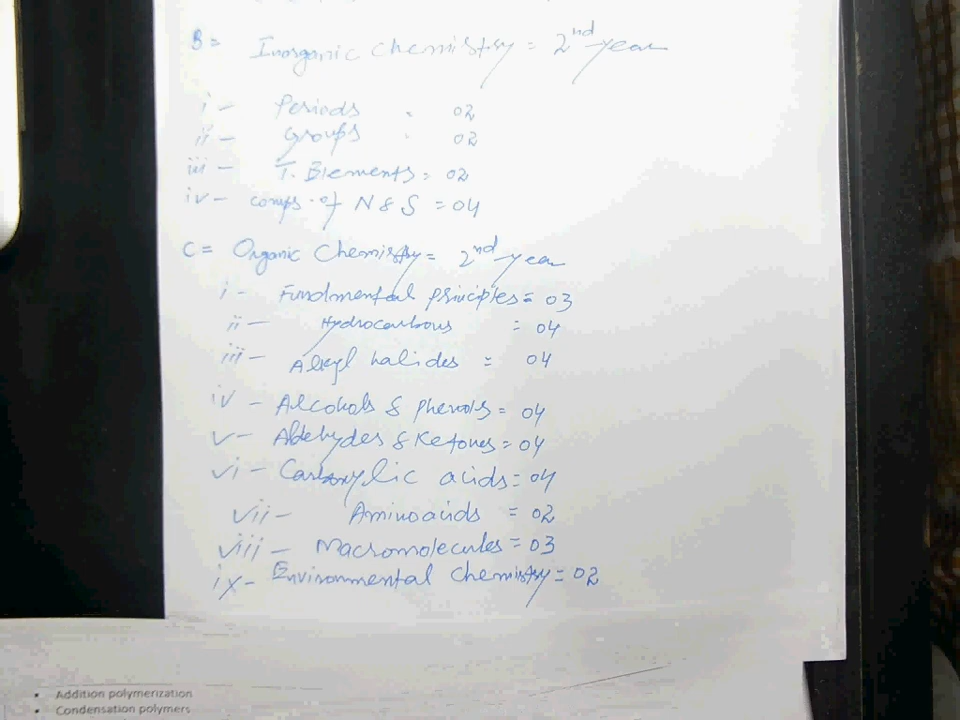 B = Inorganic Chemistry = 2nd year
i - Periods . 02
ii - groups . 02
iii - T. Elements = 02
iv - comps. of N & S = 04
C = Organic Chemistry = 2nd year
i - Fundmental principles = 03
ii - Hydrocarbons = 04
iii - Alkyl halides = 04
iv - Alcohols & phenols = 04
v - Aldehydes & Ketones = 04
vi - Carboxylic acids = 04
vii - Aminoacids = 02
viii - Macromolecules = 03
ix - Environmental chemistry = 02
• Addition polymerization
• Condensation polymers